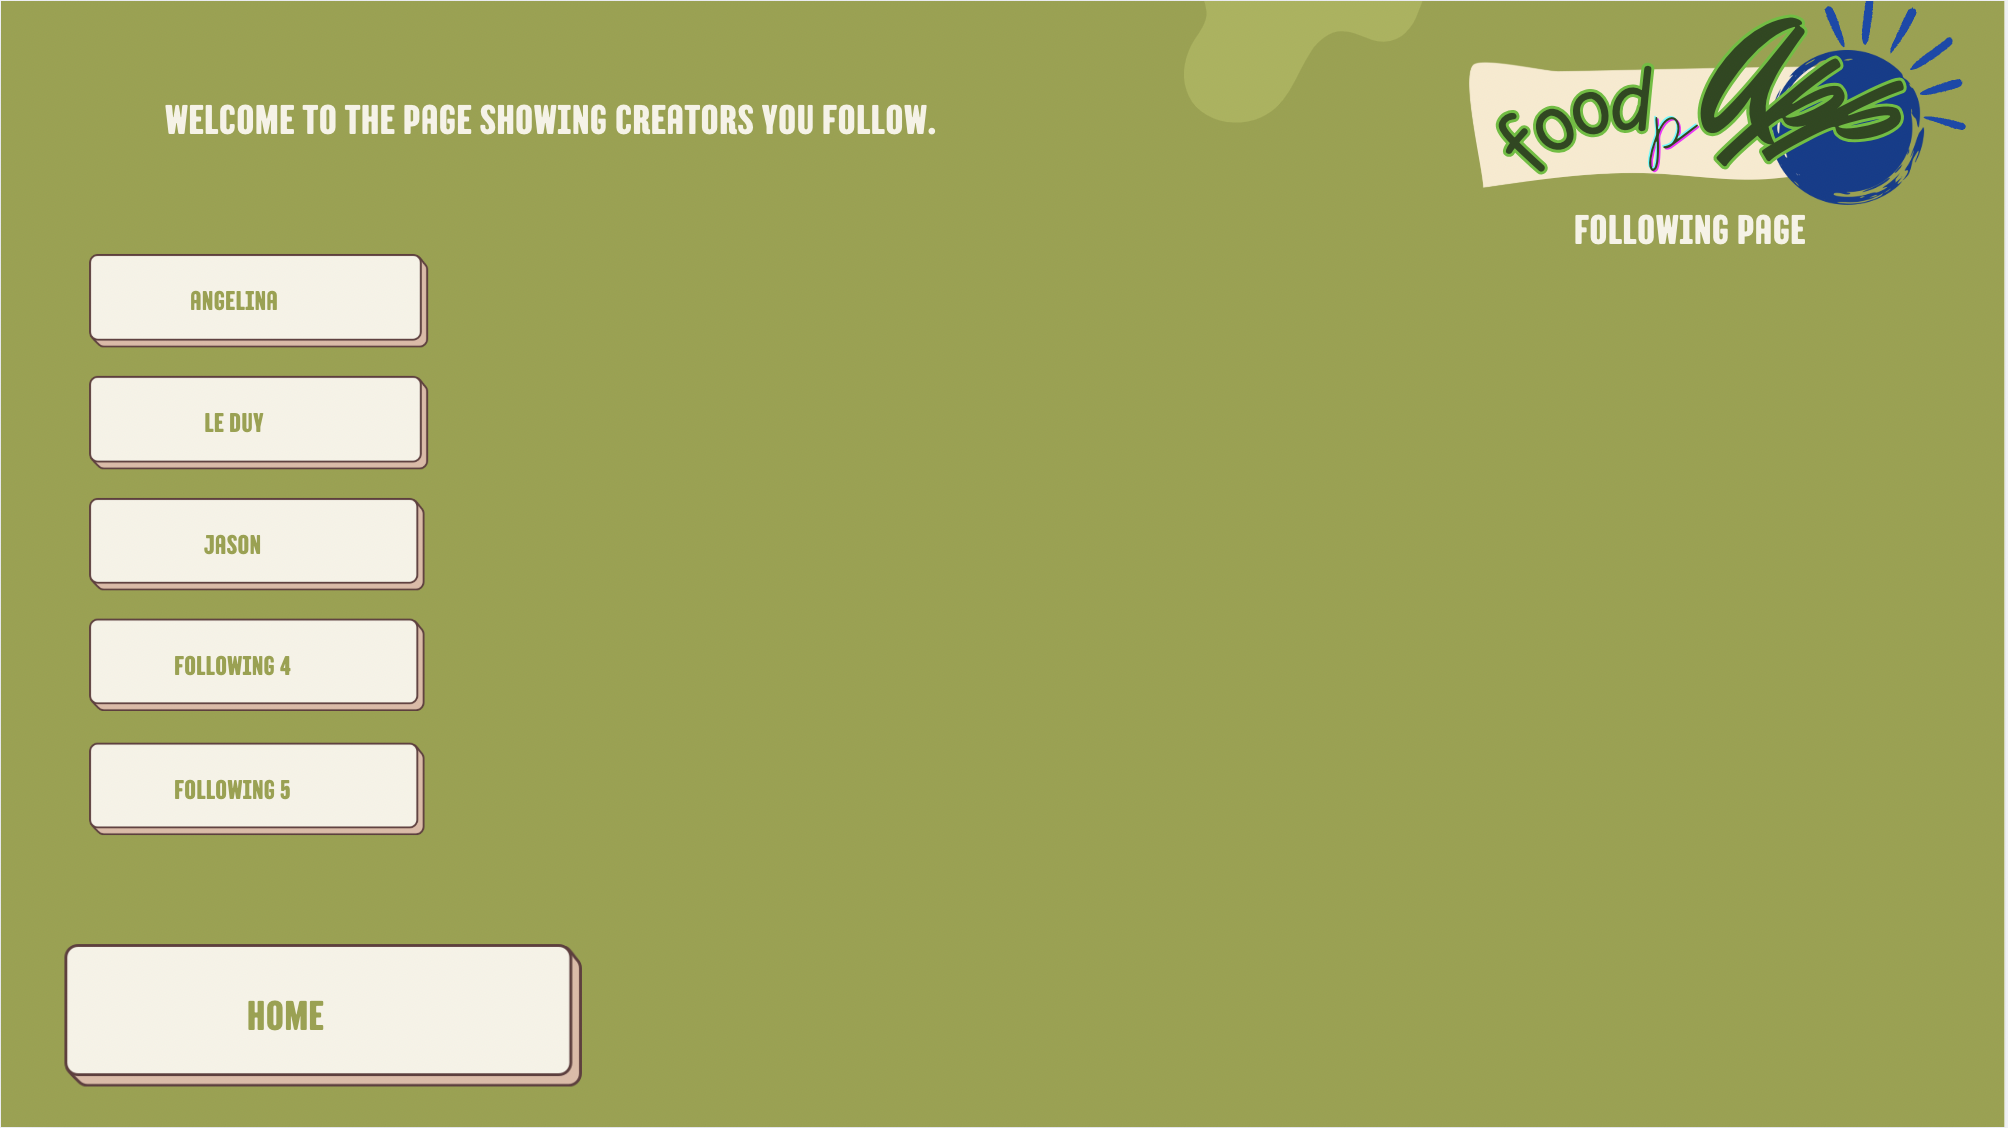 WELCOME TO THE PAGE SHOWING CREATORS YOU FOLLOW.
food
p
FOLLOWING PAGE
ANGELINA
LE DUY
JASON
FOLLOWING 4
FOLLOWING 5
HOME